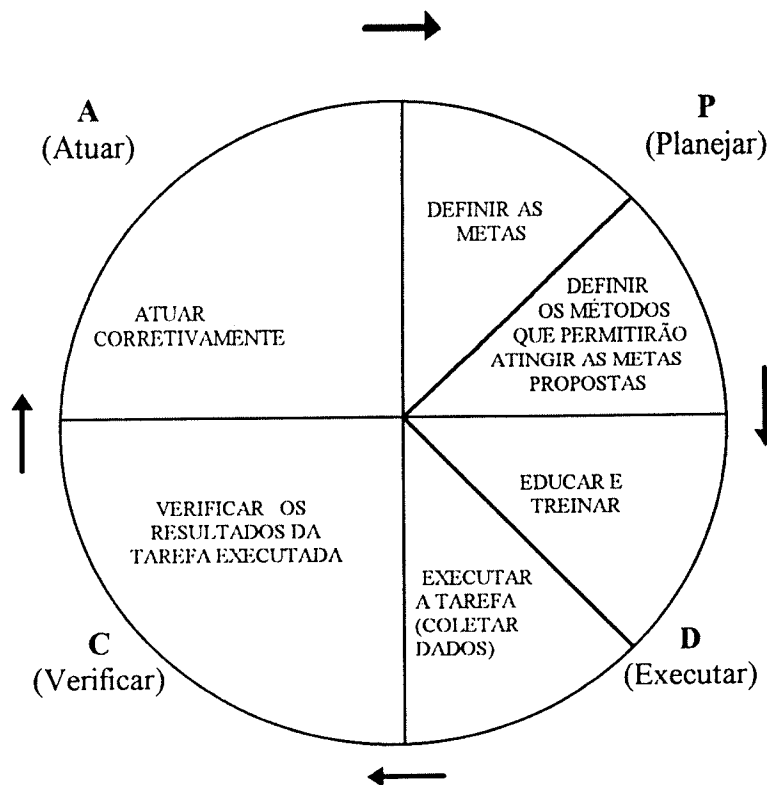 A
(Atuar)
P
(Planejar)
DEFINIR AS
METAS
DEFINIR
OS MÉTODOS
QUE PERMITIRÃO
ATINGIR AS METAS
PROPOSTAS
ATUAR
CORRETIVAMENTE
EDUCAR E
TREINAR
VERIFICAR OS
RESULTADOS DA
TAREFA EXECUTADA
EXECUTAR
A TAREFA
(COLETAR
DADOS)
C
(Verificar)
D
(Executar)